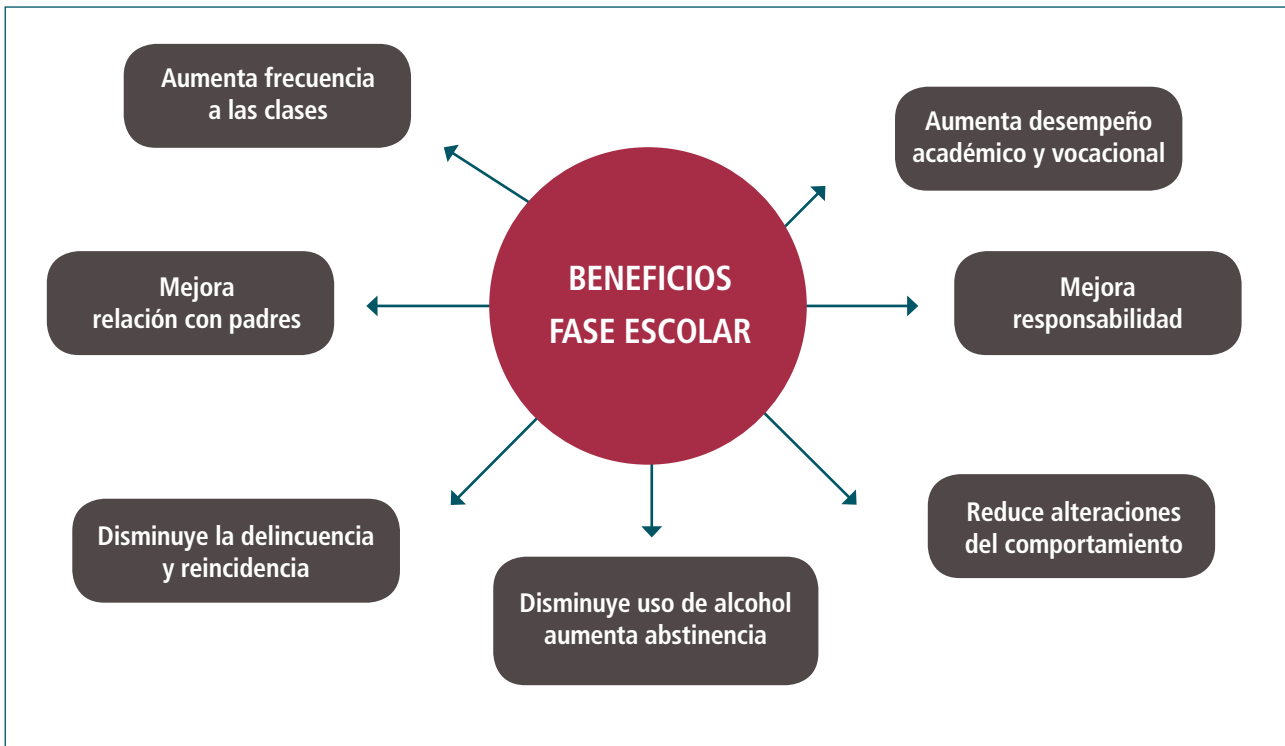 Aumenta frecuencia
a las clases
Aumenta desempeño
académico y vocacional
BENEFICIOS
FASE ESCOLAR
Mejora
relación con padres
Mejora
responsabilidad
Disminuye la delincuencia
y reincidencia
Disminuye uso de alcohol
aumenta abstinencia
Reduce alteraciones
del comportamiento